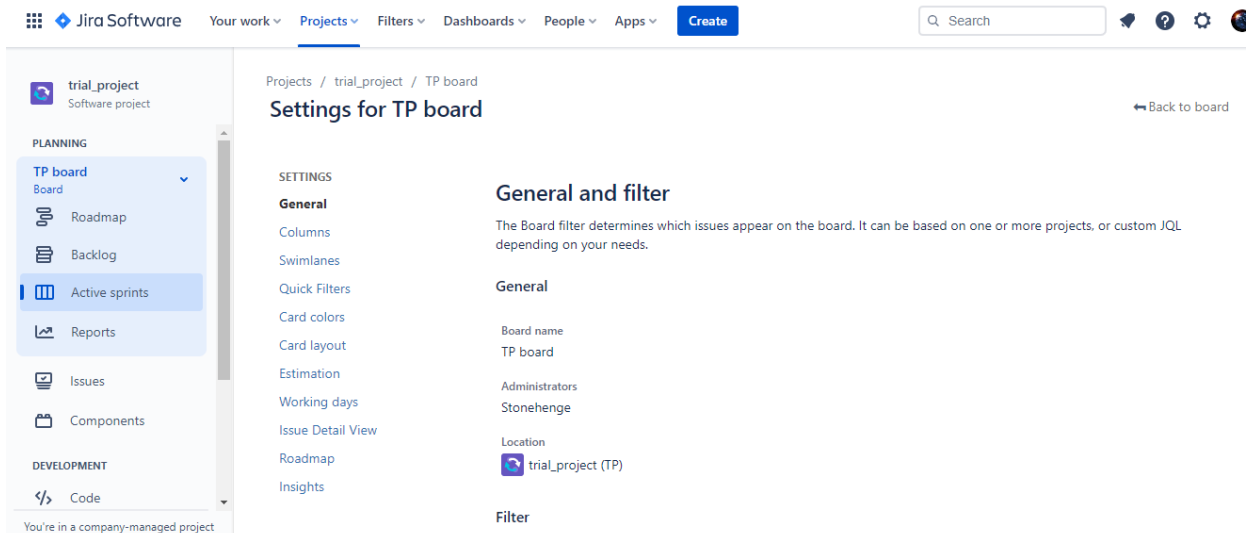 Jira Software Your work Projects Filters Dashboards People Apps Create Search
trial_project
Software project
PLANNING
TP board
Board
Roadmap
Backlog
Active sprints
Reports
Issues
Components
DEVELOPMENT
Code
You're in a company-managed project
Projects / trial_project / TP board
Settings for TP board
Back to board
SETTINGS
General
Columns
Swimlanes
Quick Filters
Card colors
Card layout
Estimation
Working days
Issue Detail View
Roadmap
Insights
General and filter
The Board filter determines which issues appear on the board. It can be based on one or more projects, or custom JQL
depending on your needs.
General
Board name
TP board
Administrators
Stonehenge
Location
trial_project (TP)
Filter